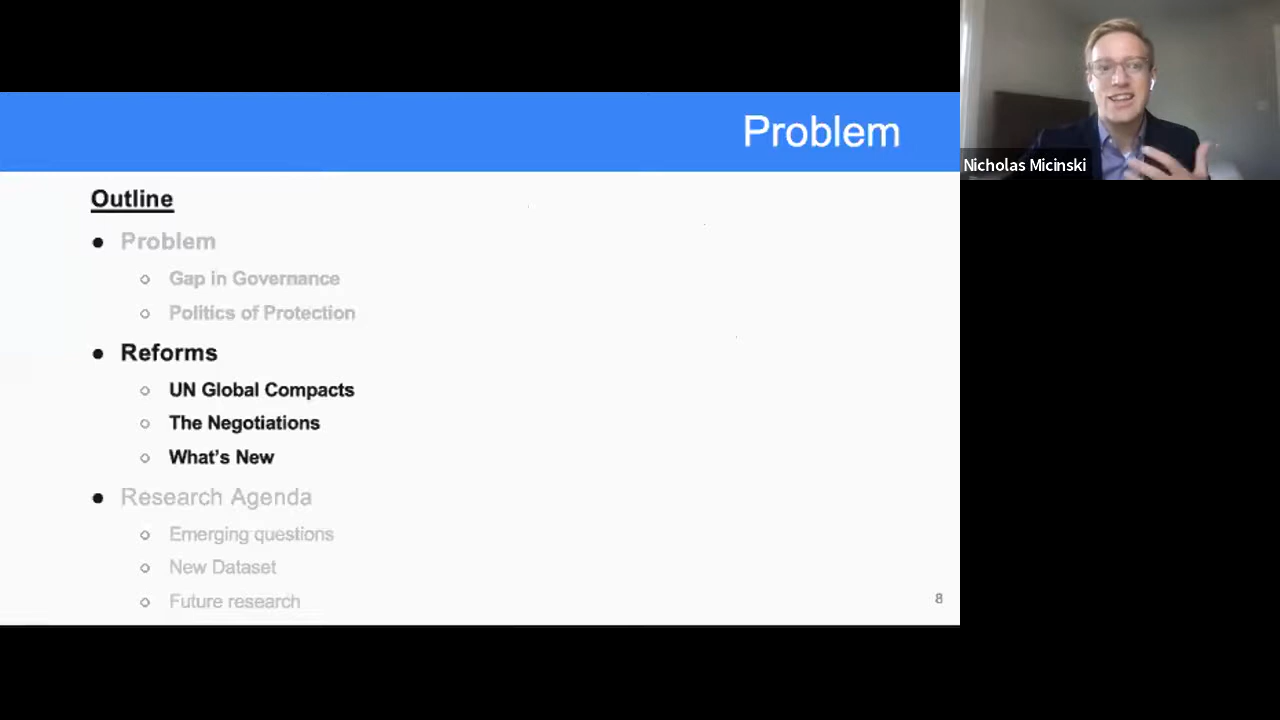 Problem
Nicholas Micinski
Outline
● Problem
○ Gap in Governance
○ Politics of Protection
● Reforms
○ UN Global Compacts
○ The Negotiations
○ What's New
● Research Agenda
○ Emerging questions
○ New Dataset
○ Future research
8